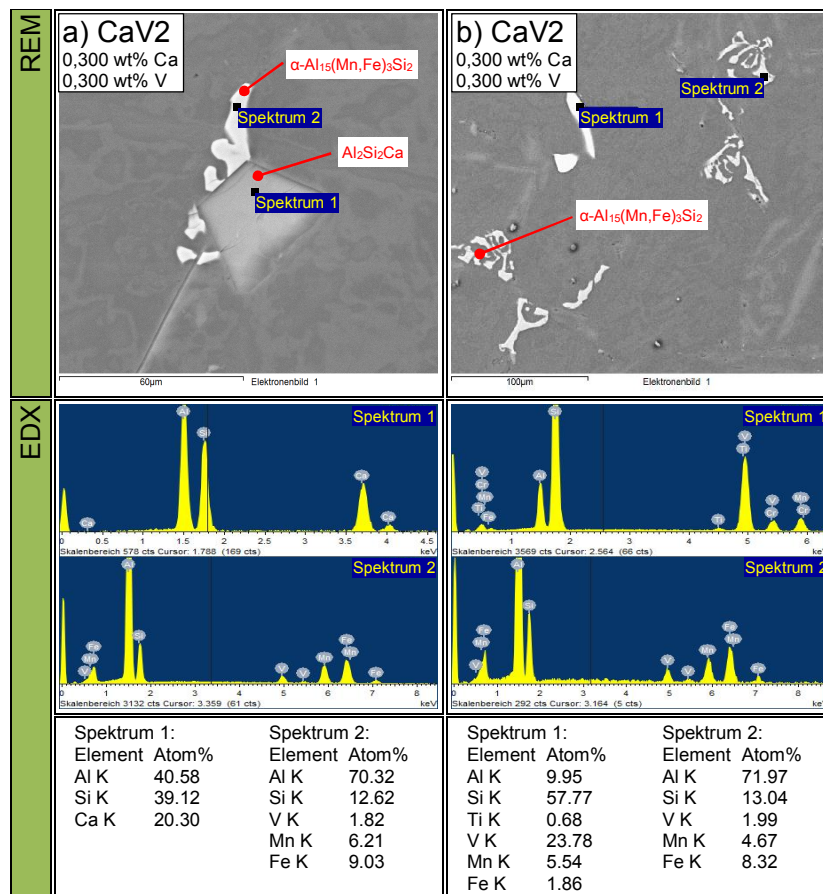 REM
a) CaV2
0,300 wt% Ca
0,300 wt% V
α-Al15(Mn,Fe)3Si2
Spektrum 2
Al2Si2Ca
Spektrum 1
60µm
Elektronenbild 1
b) CaV2
0,300 wt% Ca
0,300 wt% V
Spektrum 2
Spektrum 1
α-Al15(Mn,Fe)3Si2
100µm
Elektronenbild 1
EDX
Spektrum 1
Al
Si
Ca
Ca
Ca
0 0.5 1 1.5 2 2.5 3 3.5 4 4.5
Skalenbereich 578 cts Cursor: 1.788 (169 cts)
keV
Spektrum 1
Si
V
Ti
V
Cr
Mn
Ti
Fe
Al
Ti
V
Cr
Mn
Cr
1 2 3 4 5 6
Skalenbereich 3569 cts Cursor: 2.564 (66 cts)
keV
Spektrum 2
Al
Si
Fe
Mn
V
V
V
Mn
Fe
Mn
Fe
0 1 2 3 4 5 6 7 8
Skalenbereich 3132 cts Cursor: 3.359 (61 cts)
keV
Spektrum 2
Al
Si
Fe
Mn
V
V
V
Mn
Fe
Mn
Fe
0 1 2 3 4 5 6 7 8
Skalenbereich 292 cts Cursor: 3.164 (5 cts)
keV
Spektrum 1:
Element Atom%
Al K 40.58
Si K 39.12
Ca K 20.30
Spektrum 2:
Element Atom%
Al K 70.32
Si K 12.62
V K 1.82
Mn K 6.21
Fe K 9.03
Spektrum 1:
Element Atom%
Al K 9.95
Si K 57.77
Ti K 0.68
V K 23.78
Mn K 5.54
Fe K 1.86
Spektrum 2:
Element Atom%
Al K 71.97
Si K 13.04
V K 1.99
Mn K 4.67
Fe K 8.32